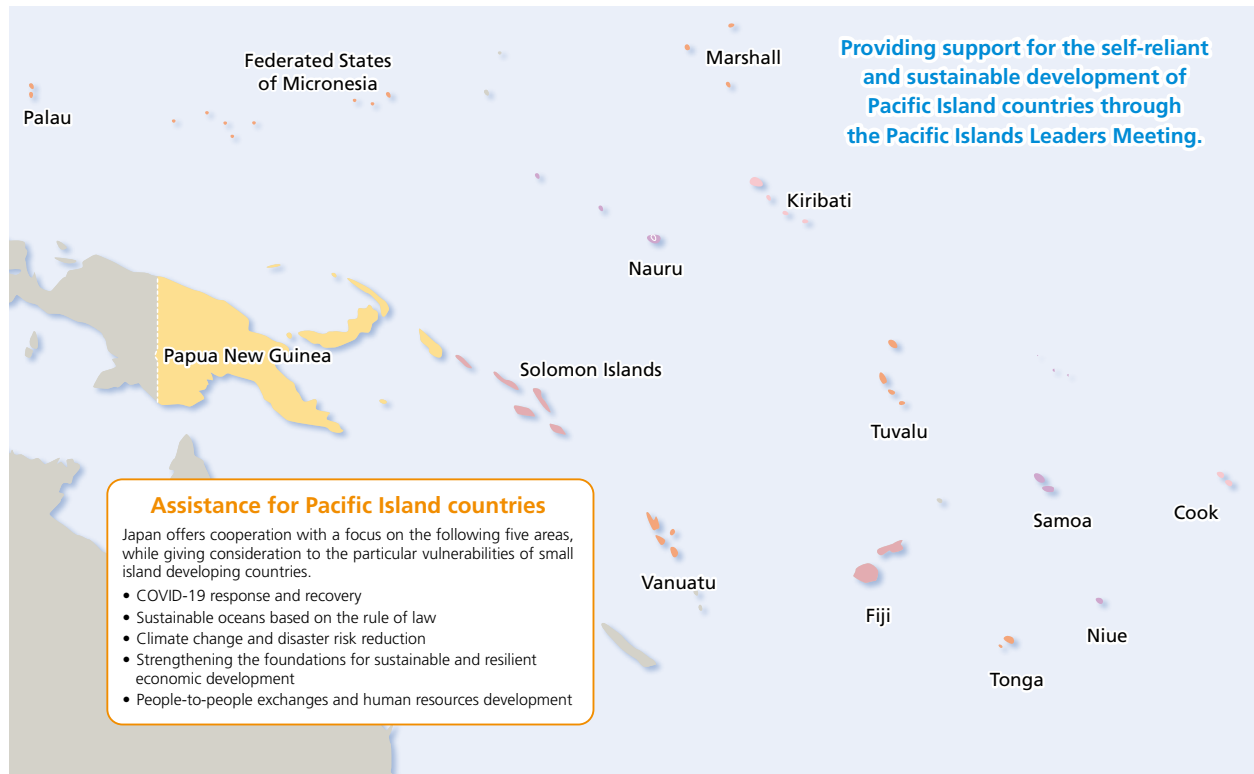 Providing support for the self-reliant
and sustainable development of
Pacific Island countries through
the Pacific Islands Leaders Meeting.
Federated States
of Micronesia
Marshall
Palau
Kiribati
Nauru
Papua New Guinea
Solomon Islands
Tuvalu
Samoa
Cook
Vanuatu
Fiji
Niue
Tonga
Assistance for Pacific Island countries
Japan offers cooperation with a focus on the following five areas,
while giving consideration to the particular vulnerabilities of small
island developing countries.
• COVID-19 response and recovery
• Sustainable oceans based on the rule of law
• Climate change and disaster risk reduction
• Strengthening the foundations for sustainable and resilient
economic development
• People-to-people exchanges and human resources development